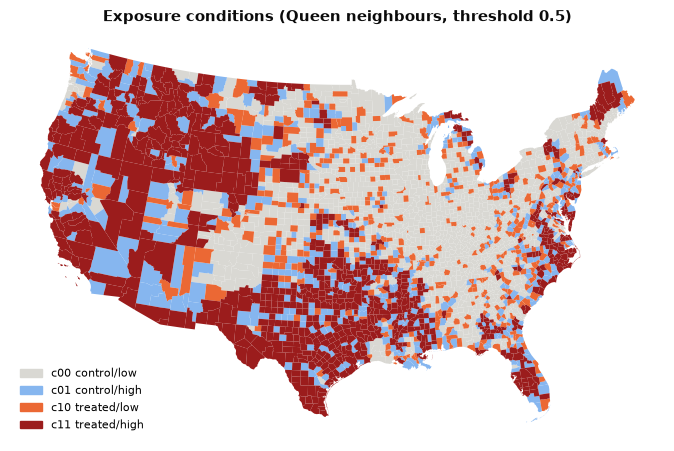 Exposure conditions (Queen neighbours, threshold 0.5)
c00 control/low
c01 control/high
c10 treated/low
c11 treated/high